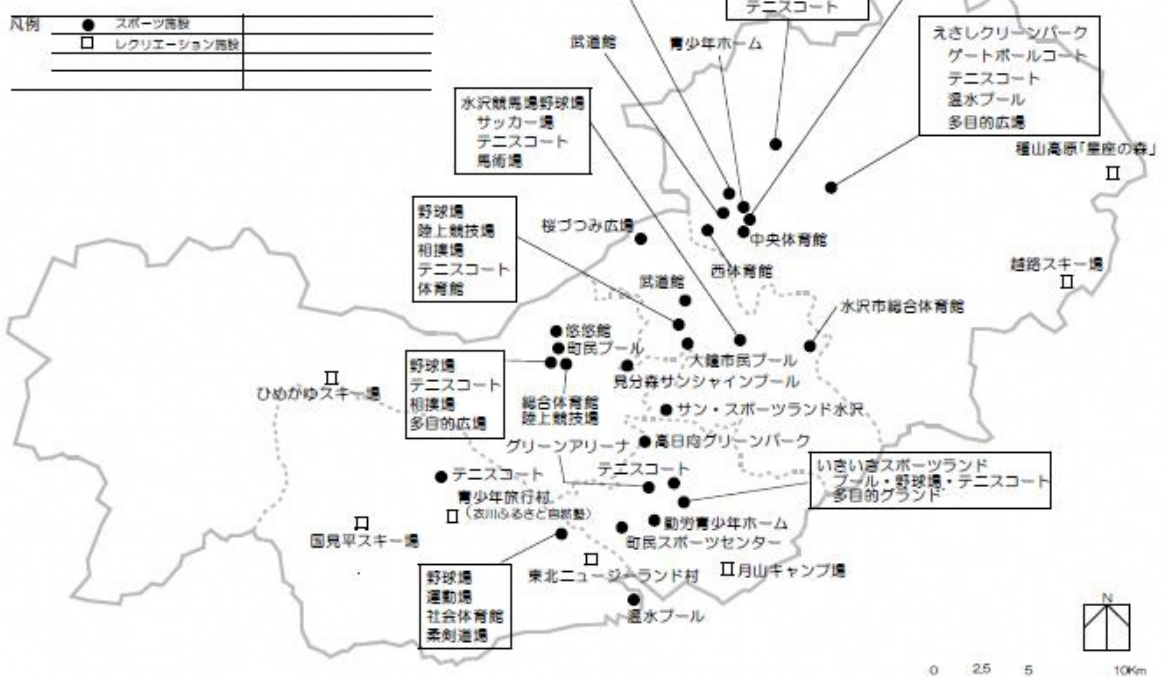 凡例
スポーツ施設
レクリエーション施設
テニスコート
武道館
青少年ホーム
えさしクリーンパーク
ゲートボールコート
テニスコート
温水プール
多目的広場
水沢競馬場野球場
サッカー場
テニスコート
馬術場
種山高原「星座の森」
野球場
陸上競技場
相撲場
テニスコート
体育館
桜づつみ広場
中央体育館
西体育館
越路スキー場
武道館
水沢市総合体育館
悠悠館
町民プール
大鐘市民プール
見分森サンシャインプール
野球場
テニスコート
相撲場
多目的広場
ひめかゆスキー場
総合体育館
陸上競技場
サン・スポーツランド水沢
グリーンアリーナ
高日向グリーンパーク
テニスコート
テニスコート
いきいきスポーツランド
プール・野球場・テニスコート
多目的グランド
青少年旅行村
(衣川ふるさと自然塾)
勤労青少年ホーム
国見平スキー場
町民スポーツセンター
野球場
運動場
社会体育館
柔剣道場
東北ニュージーランド村
月山キャンプ場
温水プール
N
0 2.5 5 10Km